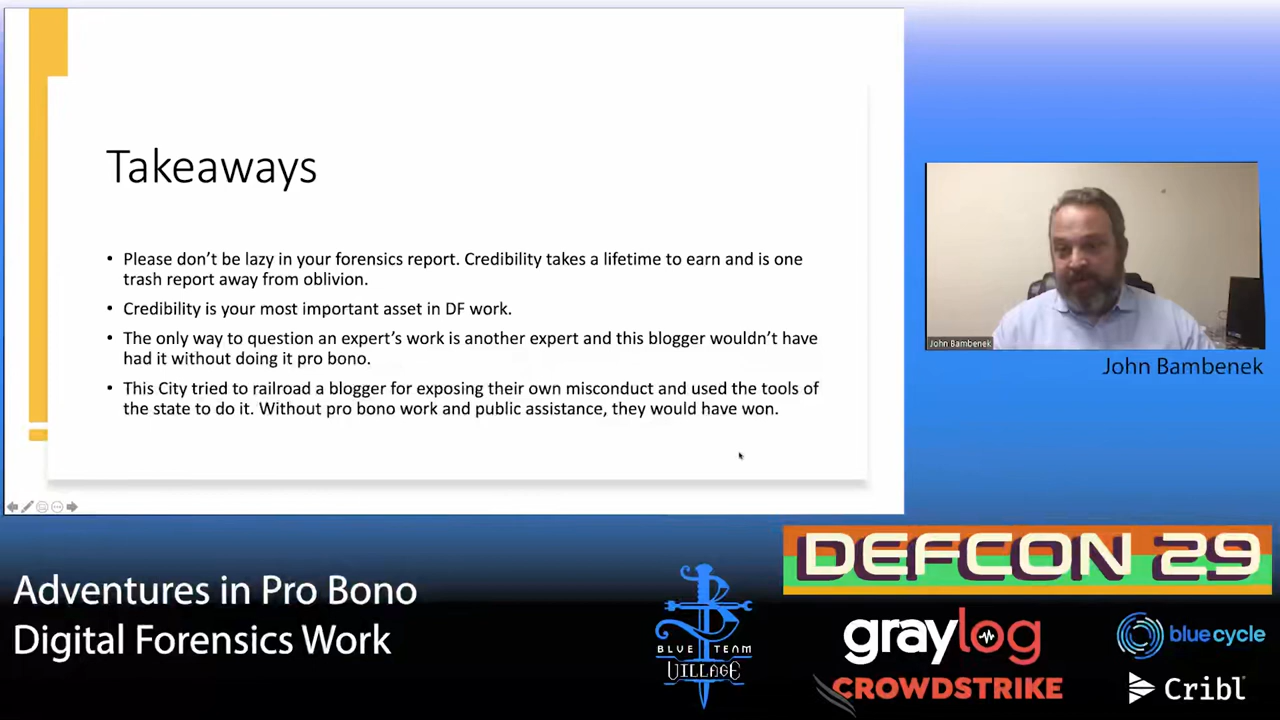 Takeaways
• Please don't be lazy in your forensics report. Credibility takes a lifetime to earn and is one
trash report away from oblivion.
• Credibility is your most important asset in DF work.
• The only way to question an expert's work is another expert and this blogger wouldn't have
had it without doing it pro bono.
• This City tried to railroad a blogger for exposing their own misconduct and used the tools of
the state to do it. Without pro bono work and public assistance, they would have won.
John Bambenek
John Bambenek
Adventures in Pro Bono
Digital Forensics Work
BLUE TEAM
VILLAGE
DEFCON 29
graylog
bluecycle
CROWDSTRIKE
Cribl